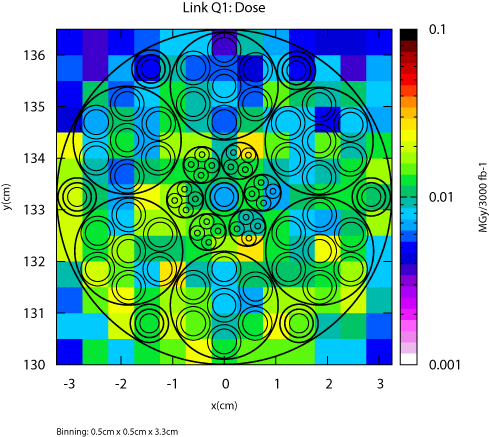 Link Q1: Dose
136
135
134
133
132
131
130
y(cm)
-3 -2 -1 0 1 2 3
x(cm)
0.1
0.01
0.001
MGy/3000 fb-1
Binning: 0.5cm x 0.5cm x 3.3cm